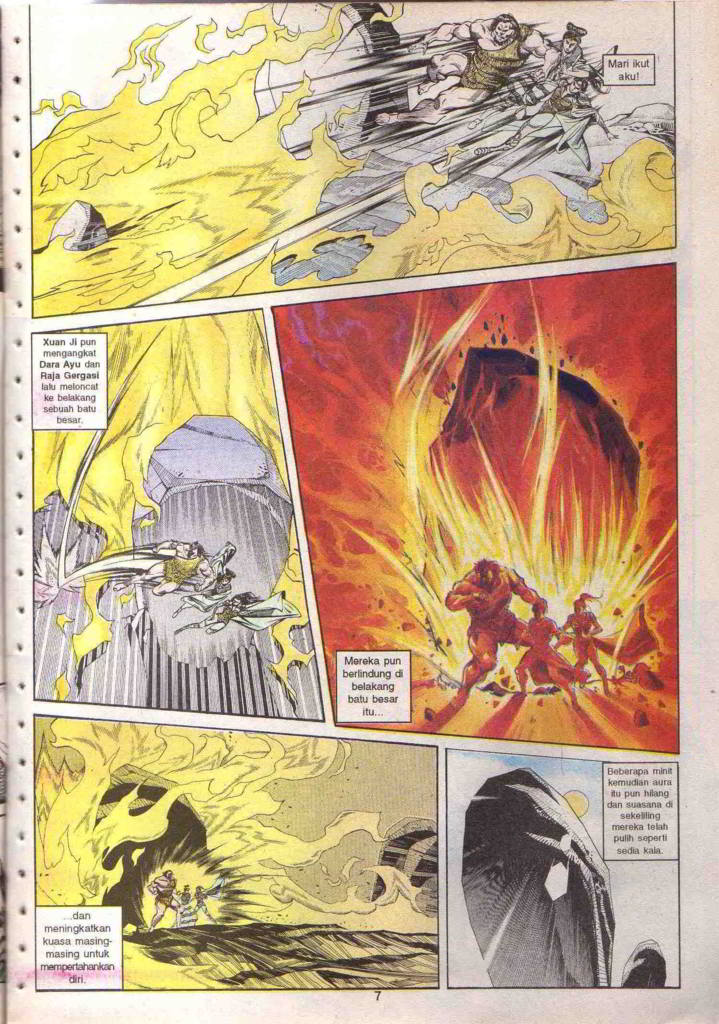 Mari ikut
aku!
Xuan Ji pun
mengangkat
Dara Ayu dan
Raja Gergasi
lalu meloncat
ke belakang
sebuah batu
besar.
Mereka pun
berlindung di
belakang
batu besar
itu...
...dan
meningkatkan
kuasa masing-
masing untuk
mempertahankan
diri.
Beberapa minit
kemudian aura
itu pun hilang
dan suasana di
sekeliling
mereka telah
pulih seperti
sedia kala.
7